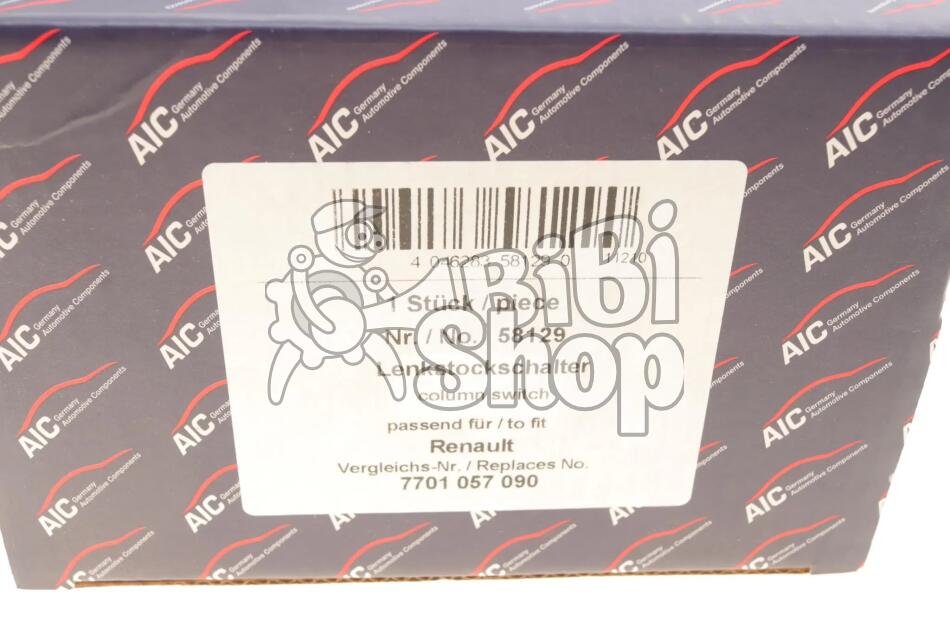 AIC Germany
Automotive Components
4 046283 58129 0 11210
1 Stück / piece
Nr. / No. 58129
Lenkstockschalter
column switch
passend für / to fit
Renault
Vergleichs-Nr. / Replaces No.
7701 057 090
BiBi
Shop